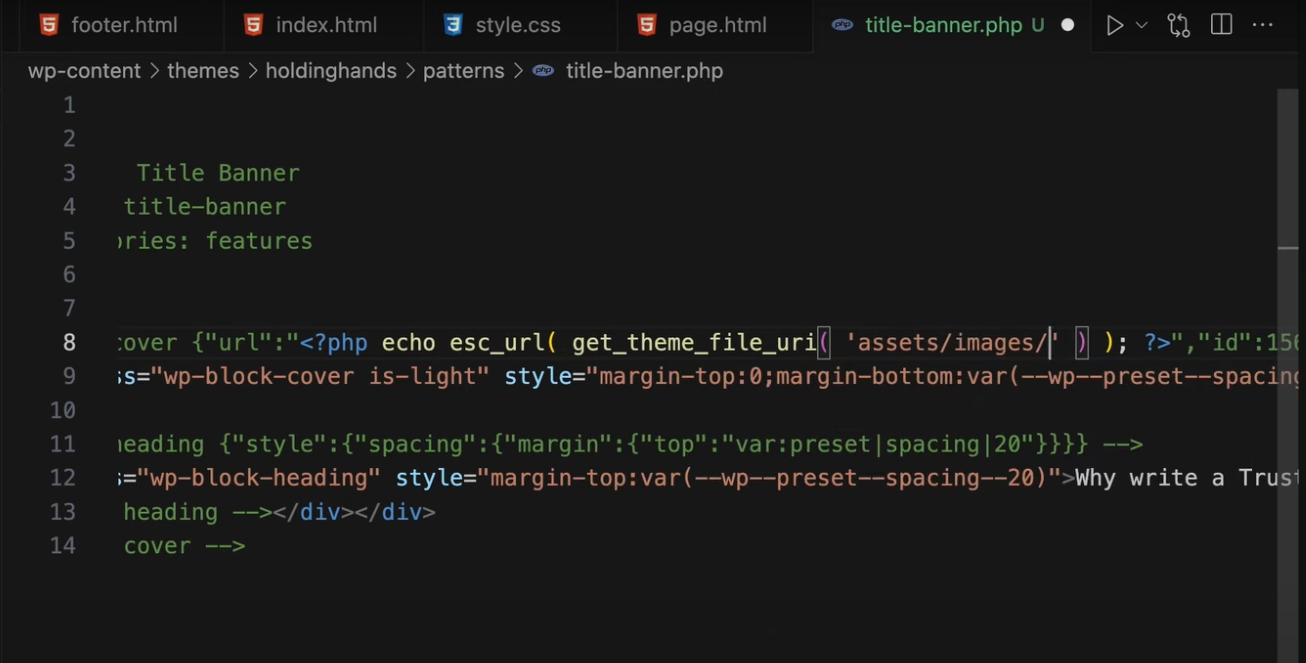 footer.html index.html style.css page.html title-banner.php U
wp-content > themes > holdinghands > patterns > title-banner.php
1
2
3 Title Banner
4 title-banner
5 ories: features
6
7
8 cover {"url":"<?php echo esc_url( get_theme_file_uri( 'assets/images/' ) ); ?>","id":156
9 ss="wp-block-cover is-light" style="margin-top:0;margin-bottom:var(--wp--preset--spacing
10
11 heading {"style":{"spacing":{"margin":{"top":"var:preset|spacing|20"}}}} -->
12 s="wp-block-heading" style="margin-top:var(--wp--preset--spacing--20)">Why write a Trust
13 heading --></div></div>
14 cover -->